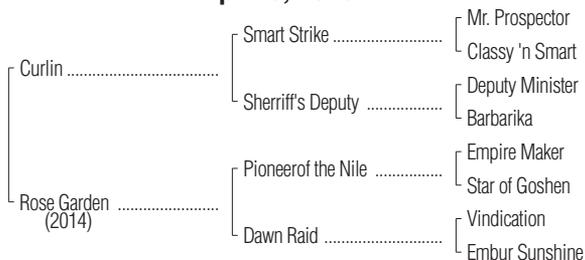 Mr. Prospector
Smart Strike ........................
Classy 'n Smart
Curlin .................................
Deputy Minister
Sherriff's Deputy ................
Barbarika
Empire Maker
Pioneerof the Nile ..............
Star of Goshen
Rose Garden ......................
(2014)
Vindication
Dawn Raid .........................
Embur Sunshine